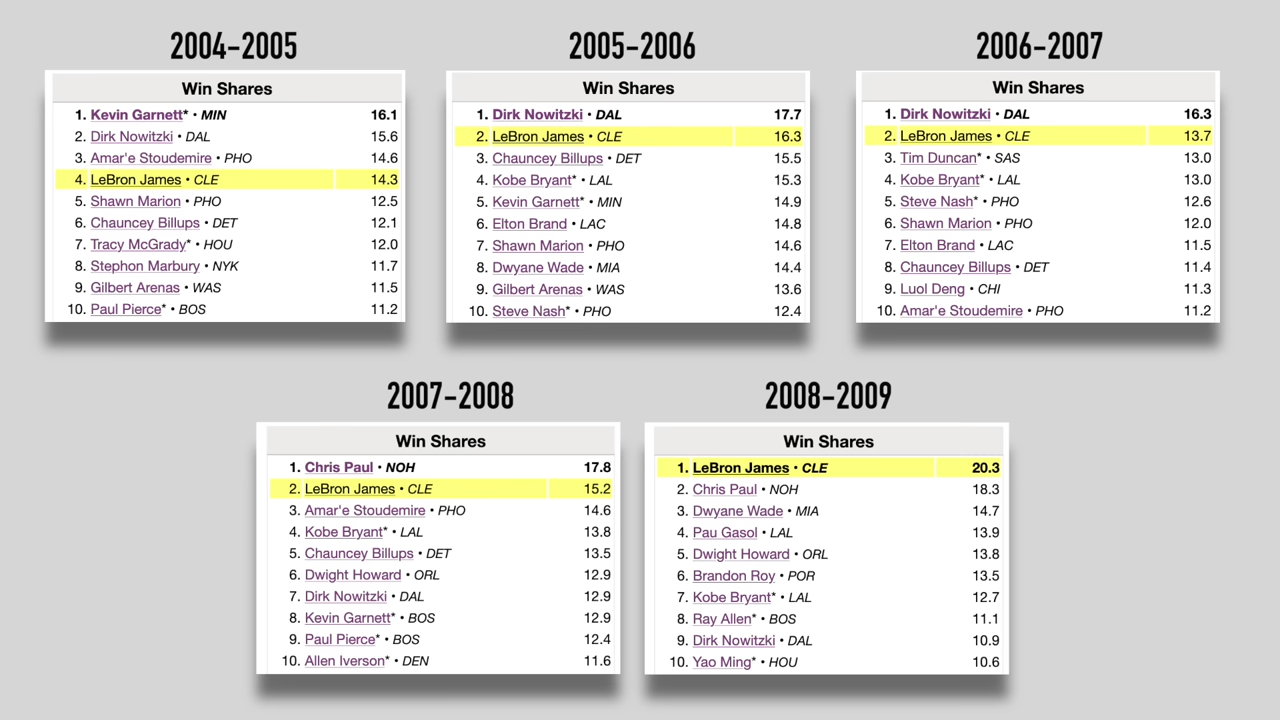 2004-2005
Win Shares
1. Kevin Garnett* • MIN 16.1
2. Dirk Nowitzki • DAL 15.6
3. Amar'e Stoudemire • PHO 14.6
4. LeBron James • CLE 14.3
5. Shawn Marion • PHO 12.5
6. Chauncey Billups • DET 12.1
7. Tracy McGrady* • HOU 12.0
8. Stephon Marbury • NYK 11.7
9. Gilbert Arenas • WAS 11.5
10. Paul Pierce* • BOS 11.2
2005-2006
Win Shares
1. Dirk Nowitzki • DAL 17.7
2. LeBron James • CLE 16.3
3. Chauncey Billups • DET 15.5
4. Kobe Bryant* • LAL 15.3
5. Kevin Garnett* • MIN 14.9
6. Elton Brand • LAC 14.8
7. Shawn Marion • PHO 14.6
8. Dwyane Wade • MIA 14.4
9. Gilbert Arenas • WAS 13.6
10. Steve Nash* • PHO 12.4
2006-2007
Win Shares
1. Dirk Nowitzki • DAL 16.3
2. LeBron James • CLE 13.7
3. Tim Duncan* • SAS 13.0
4. Kobe Bryant* • LAL 13.0
5. Steve Nash* • PHO 12.6
6. Shawn Marion • PHO 12.0
7. Elton Brand • LAC 11.5
8. Chauncey Billups • DET 11.4
9. Luol Deng • CHI 11.3
10. Amar'e Stoudemire • PHO 11.2
2007-2008
Win Shares
1. Chris Paul • NOH 17.8
2. LeBron James • CLE 15.2
3. Amar'e Stoudemire • PHO 14.6
4. Kobe Bryant* • LAL 13.8
5. Chauncey Billups • DET 13.5
6. Dwight Howard • ORL 12.9
7. Dirk Nowitzki • DAL 12.9
8. Kevin Garnett* • BOS 12.9
9. Paul Pierce* • BOS 12.4
10. Allen Iverson* • DEN 11.6
2008-2009
Win Shares
1. LeBron James • CLE 20.3
2. Chris Paul • NOH 18.3
3. Dwyane Wade • MIA 14.7
4. Pau Gasol • LAL 13.9
5. Dwight Howard • ORL 13.8
6. Brandon Roy • POR 13.5
7. Kobe Bryant* • LAL 12.7
8. Ray Allen* • BOS 11.1
9. Dirk Nowitzki • DAL 10.9
10. Yao Ming* • HOU 10.6